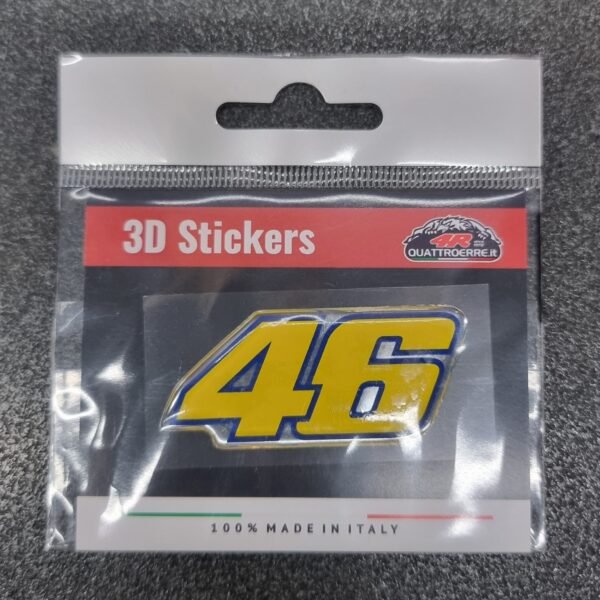 3D Stickers
4R
QUATTROERRE.it
46
100% MADE IN ITALY